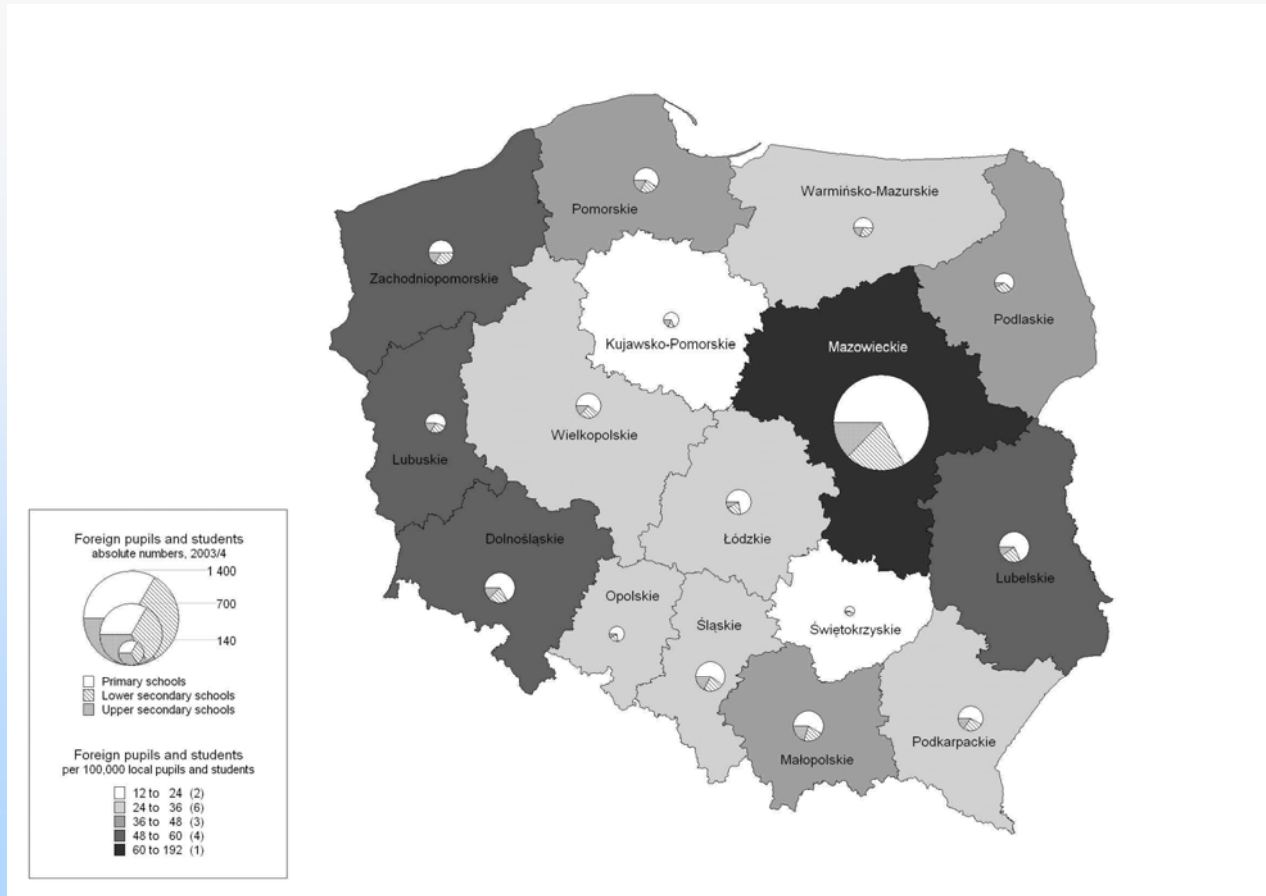 Pomorskie
Warmińsko-Mazurskie
Zachodniopomorskie
Podlaskie
Kujawsko-Pomorskie
Mazowieckie
Wielkopolskie
Lubuskie
Dolnośląskie
Łódzkie
Lubelskie
Opolskie
Śląskie
Świętokrzyskie
Małopolskie
Podkarpackie
Foreign pupils and students
absolute numbers, 2003/4
1 400
700
140
Primary schools
Lower secondary schools
Upper secondary schools
Foreign pupils and students
per 100,000 local pupils and students
12 to 24 (2)
24 to 36 (6)
36 to 48 (3)
48 to 60 (4)
60 to 192 (1)